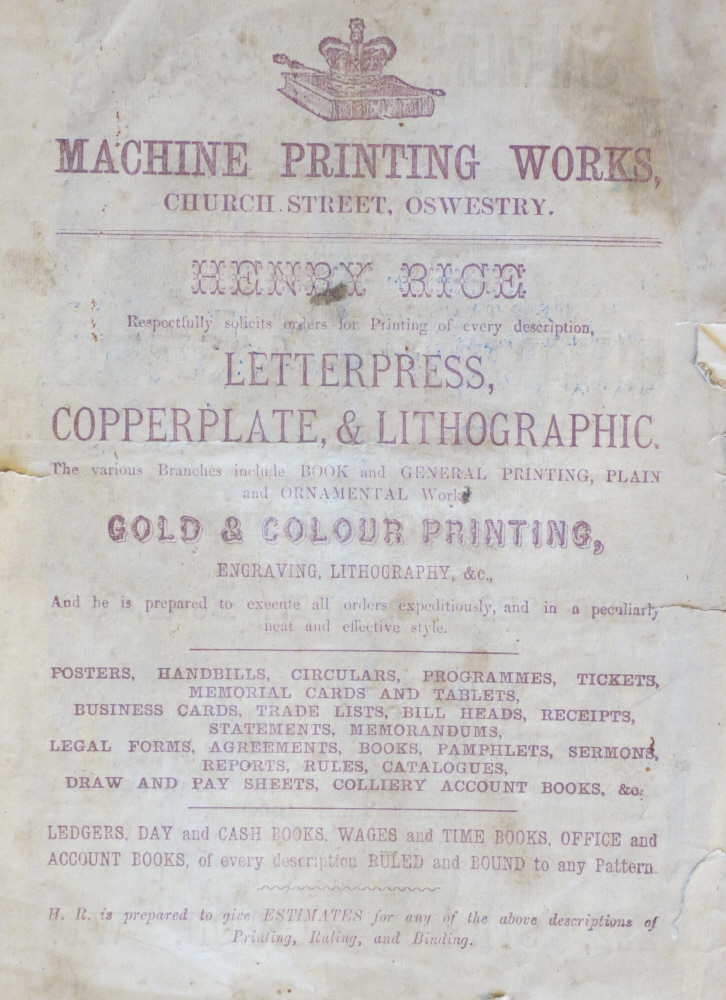 MACHINE PRINTING WORKS,
CHURCH STREET, OSWESTRY.
HENRY RICE
Respectfully solicits orders for Printing of every description,
LETTERPRESS,
COPPERPLATE, & LITHOGRAPHIC.
The various Branches include BOOK and GENERAL PRINTING, PLAIN
and ORNAMENTAL Work
GOLD & COLOUR PRINTING,
ENGRAVING, LITHOGRAPHY, &c.,
And he is prepared to execute all orders expeditiously, and in a peculiarly
neat and effective style.
POSTERS, HANDBILLS, CIRCULARS, PROGRAMMES, TICKETS,
MEMORIAL CARDS AND TABLETS,
BUSINESS CARDS, TRADE LISTS, BILL HEADS, RECEIPTS,
STATEMENTS, MEMORANDUMS,
LEGAL FORMS, AGREEMENTS, BOOKS, PAMPHLETS, SERMONS,
REPORTS, RULES, CATALOGUES,
DRAW AND PAY SHEETS, COLLIERY ACCOUNT BOOKS, &c.
LEDGERS, DAY and CASH BOOKS, WAGES and TIME BOOKS, OFFICE and
ACCOUNT BOOKS, of every description RULED and BOUND to any Pattern.
H. R. is prepared to give ESTIMATES for any of the above descriptions of
Printing, Ruling, and Binding.